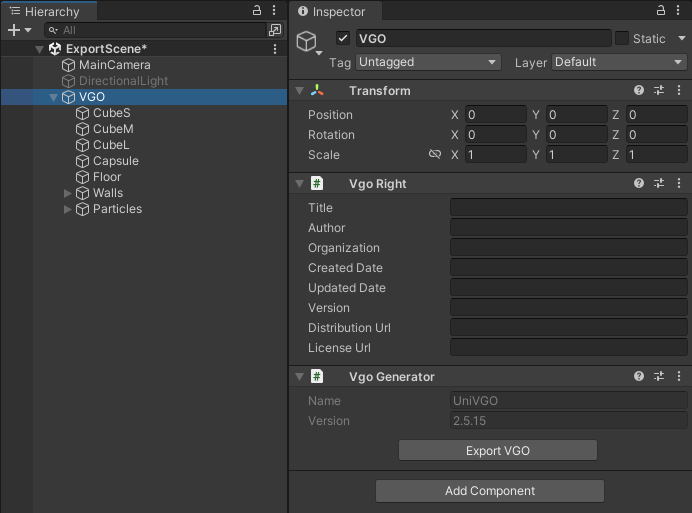 Hierarchy
All
ExportScene*
MainCamera
DirectionalLight
VGO
CubeS
CubeM
CubeL
Capsule
Floor
Walls
Particles
Inspector
VGO
Static
Tag Untagged Layer Default
Transform
Position X 0 Y 0 Z 0
Rotation X 0 Y 0 Z 0
Scale X 1 Y 1 Z 1
# Vgo Right
Title
Author
Organization
Created Date
Updated Date
Version
Distribution Url
License Url
# Vgo Generator
Name UniVGO
Version 2.5.15
Export VGO
Add Component